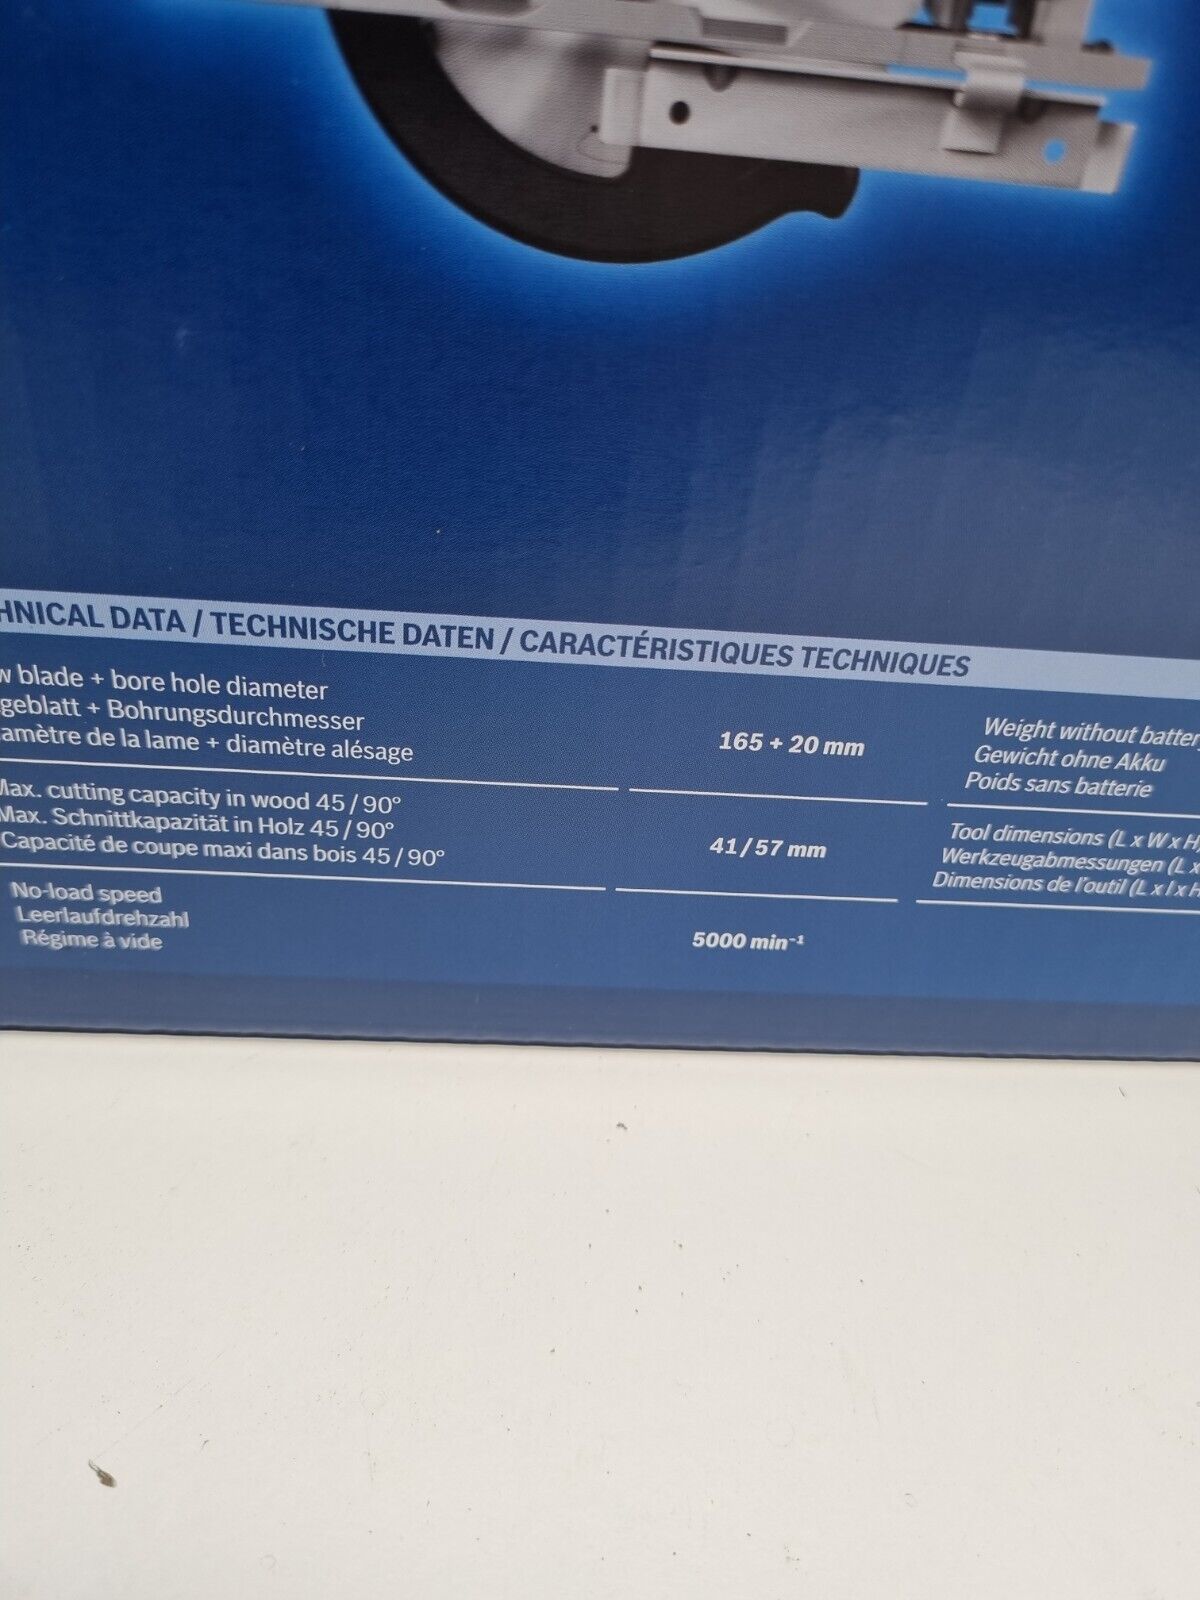 HNICAL DATA / TECHNISCHE DATEN / CARACTÉRISTIQUES TECHNIQUES
w blade + bore hole diameter
geblatt + Bohrungsdurchmesser
amètre de la lame + diamètre alésage
165 + 20 mm
Max. cutting capacity in wood 45/90°
Max. Schnittkapazität in Holz 45/90°
Capacité de coupe maxi dans bois 45/90°
41/57 mm
No-load speed
Leerlaufdrehzahl
Régime à vide
5000 min⁻¹
Weight without batter
Gewicht ohne Akku
Poids sans batterie
Tool dimensions (L x W x H)
Werkzeugabmessungen (L x
Dimensions de l'outil (L x l x H